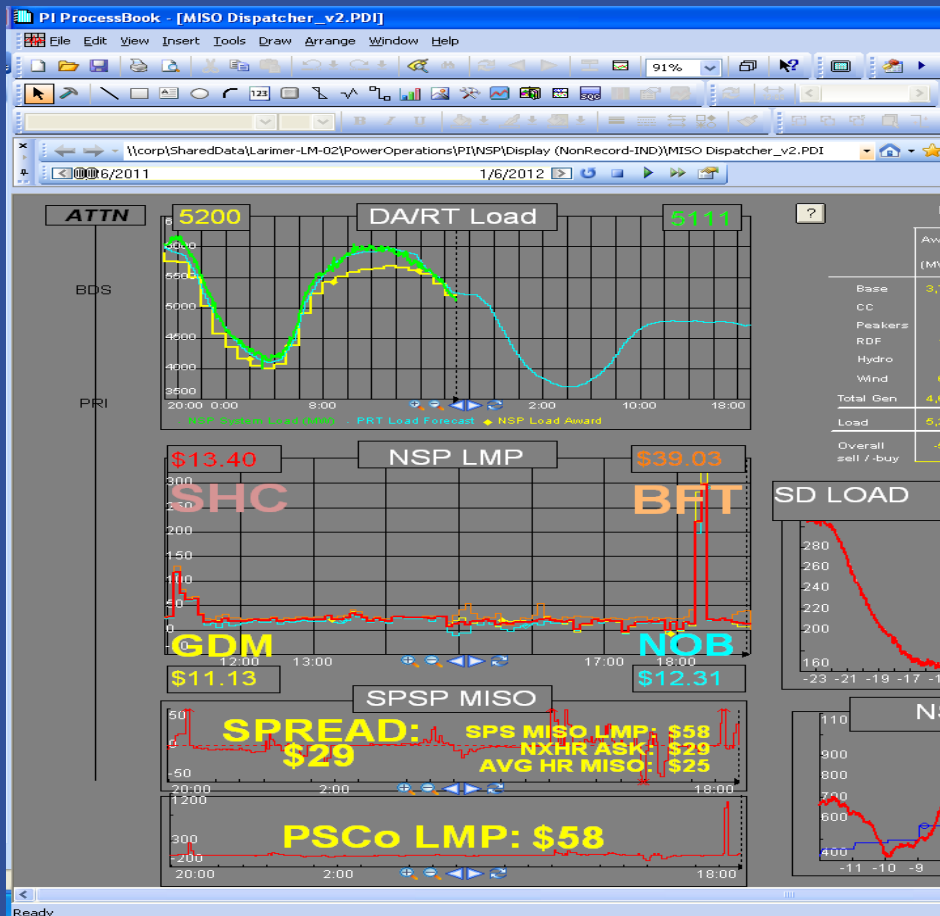 PI ProcessBook - [MISO Dispatcher_v2.PDI]
File Edit View Insert Tools Draw Arrange Window Help
91%
123
SQC
B I U
\\corp\SharedData\Larimer-LM-02\PowerOperations\PI\NSP\Display (NonRecord-IND)\MISO Dispatcher_v2.PDI
6/2011
1/6/2012
ATTN
BDS
PRI
5200
DA/RT Load
5111
6000
5500
5000
4500
4000
3500
20:00 0:00 8:00 2:00 10:00 18:00
NSP System Load (MW) PRT Load Forecast NSP Load Award
?
Base
CC
Peakers
RDF
Hydro
Wind
Total Gen
Load
Overall
sell / -buy
$13.40
NSP LMP
$39.03
SHC
BFT
300
250
200
150
100
50
0
GDM
NOB
12:00 13:00 17:00 18:00
$11.13
$12.31
SPSP MISO
50
0
-50
SPREAD:
$29
SPS MISO LMP: $58
NXHR ASK: $29
AVG HR MISO: $25
20:00 2:00 18:00
1200
300
-200
PSCo LMP: $58
20:00 2:00 18:00
SD LOAD
280
260
240
220
200
160
-23 -21 -19 -17
110
900
800
700
600
400
-11 -10 -9
Ready